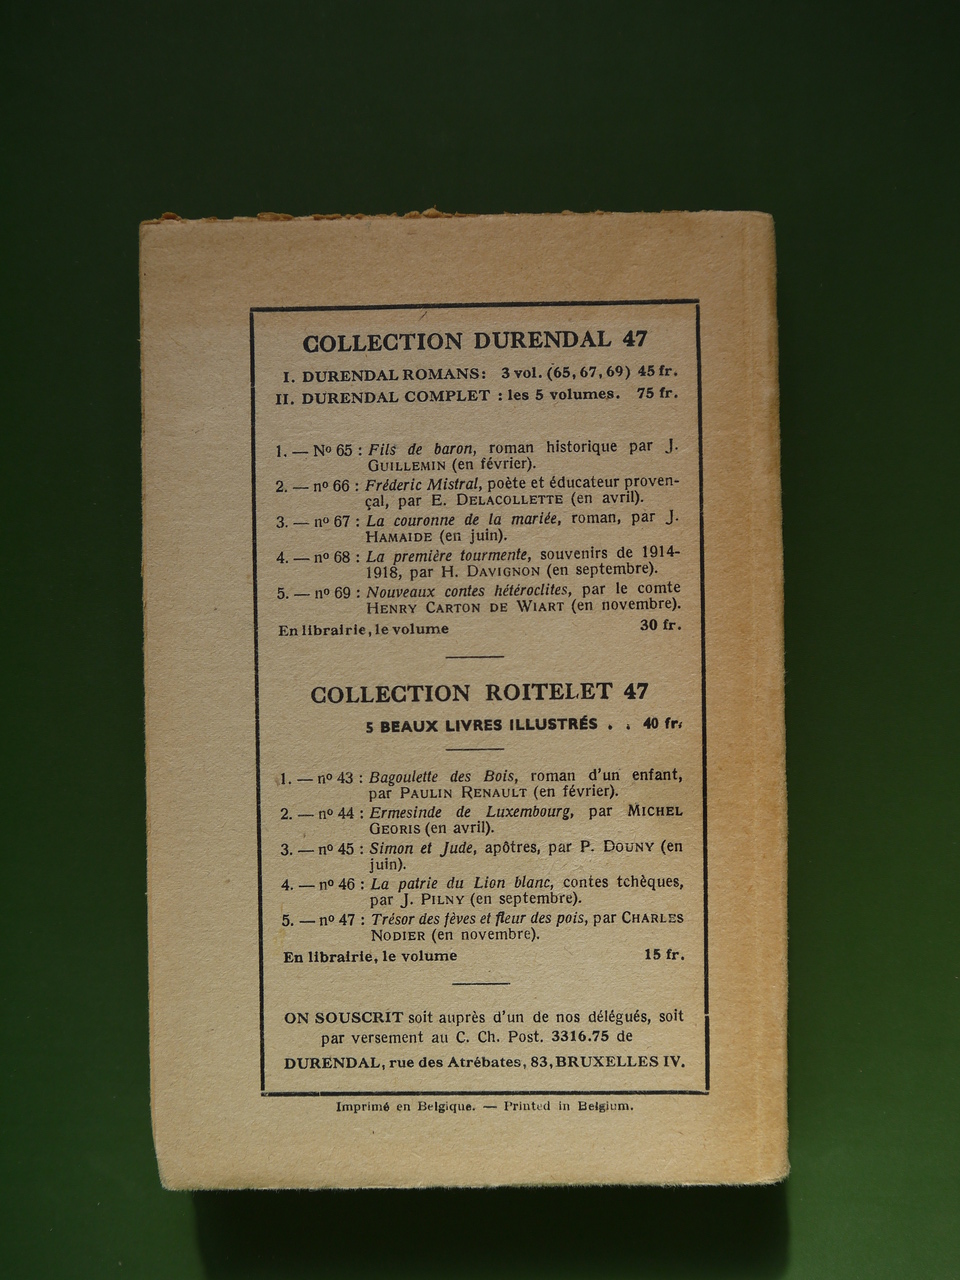 COLLECTION DURENDAL 47
I. DURENDAL ROMANS: 3 vol. (65, 67, 69) 45 fr.
II. DURENDAL COMPLET : les 5 volumes. 75 fr.
1. — Nº 65 : Fils de baron, roman historique par J.
GUILLEMIN (en février).
2. — nº 66 : Fréderic Mistral, poète et éducateur proven-
çal, par E. DELACOLLETTE (en avril).
3. — nº 67 : La couronne de la mariée, roman, par J.
HAMAIDE (en juin).
4. — nº 68 : La première tourmente, souvenirs de 1914-
1918, par H. DAVIGNON (en septembre).
5. — nº 69 : Nouveaux contes hétéroclites, par le comte
HENRY CARTON DE WIART (en novembre).
En librairie, le volume 30 fr.
COLLECTION ROITELET 47
5 BEAUX LIVRES ILLUSTRÉS . . 40 fr.
1. — nº 43 : Bagoulette des Bois, roman d'un enfant,
par PAULIN RENAULT (en février).
2. — nº 44 : Ermesinde de Luxembourg, par MICHEL
GEORIS (en avril).
3. — nº 45 : Simon et Jude, apôtres, par P. DOUNY (en
juin).
4. — nº 46 : La patrie du Lion blanc, contes tchèques,
par J. PILNY (en septembre).
5. — nº 47 : Trésor des fèves et fleur des pois, par CHARLES
NODIER (en novembre).
En librairie, le volume 15 fr.
ON SOUSCRIT soit auprès d'un de nos délégués, soit
par versement au C. Ch. Post. 3316.75 de
DURENDAL, rue des Atrébates, 83, BRUXELLES IV.
Imprimé en Belgique. — Printed in Belgium.